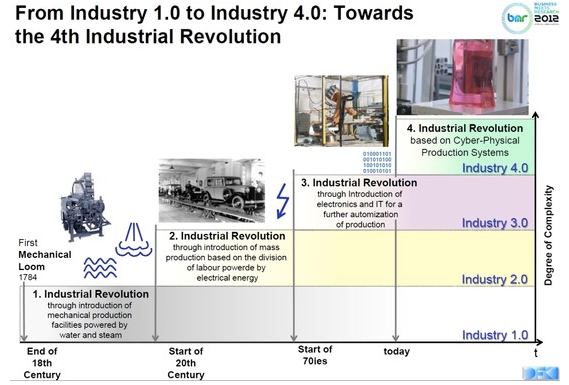 From Industry 1.0 to Industry 4.0: Towards
the 4th Industrial Revolution
bmr
BUSINESS
MEETS
RESEARCH
2012
4. Industrial Revolution
based on Cyber-Physical
Production Systems
Industry 4.0
010001101
001010100
100101010
010010101
3. Industrial Revolution
through Introduction of
electronics and IT for a
further automization
of production
Industry 3.0
Degree of Complexity
2. Industrial Revolution
through introduction of mass
production based on the division
of labour powerde by
electrical energy
Industry 2.0
First
Mechanical
Loom
1784
1. Industrial Revolution
through introduction of
mechanical production
facilities powered by
water and steam
Industry 1.0
End of
18th
Century
Start of
20th
Century
Start of
70ies
today
t
DFKI